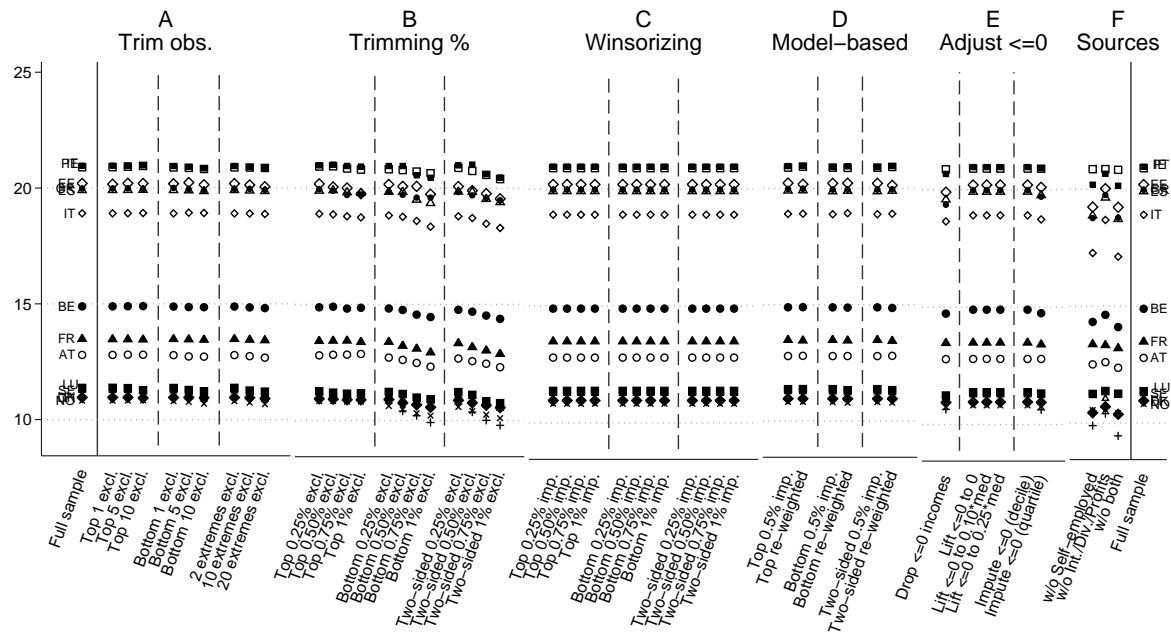 A
Trim obs.
B
Trimming %
C
Winsorizing
D
Model−based
E
Adjust <=0
F
Sources
25
20
15
10
IT
BE
FR
AT
LU
SE
NO
EE
IT
BE
FR
AT
LU
SE
NO
Full sample
Top 1 excl.
Top 5 excl.
Top 10 excl.
Bottom 1 excl.
Bottom 5 excl.
Bottom 10 excl.
2 extremes excl.
10 extremes excl.
20 extremes excl.
Top 0.25% excl.
Top 0.50% excl.
Top 0.75% excl.
Top 1% excl.
Bottom 0.25% excl.
Bottom 0.50% excl.
Bottom 0.75% excl.
Bottom 1% excl.
Two−sided 0.25% excl.
Two−sided 0.50% excl.
Two−sided 0.75% excl.
Two−sided 1% excl.
Top 0.25% imp.
Top 0.50% imp.
Top 0.75% imp.
Top 1% imp.
Bottom 0.25% imp.
Bottom 0.50% imp.
Bottom 0.75% imp.
Bottom 1% imp.
Two−sided 0.25% imp.
Two−sided 0.50% imp.
Two−sided 0.75% imp.
Two−sided 1% imp.
Top 0.5% imp.
Top re−weighted
Bottom 0.5% imp.
Bottom re−weighted
Two−sided 0.5% imp.
Two−sided re−weighted
Drop <=0 incomes
Lift <=0 to 0
Lift <=0 to 0.10*med
Lift <=0 to 0.25*med
Impute <=0 (decile)
Impute <=0 (quartile)
w/o Self−employed
w/o Int./Div./Profits
w/o both
Full sample